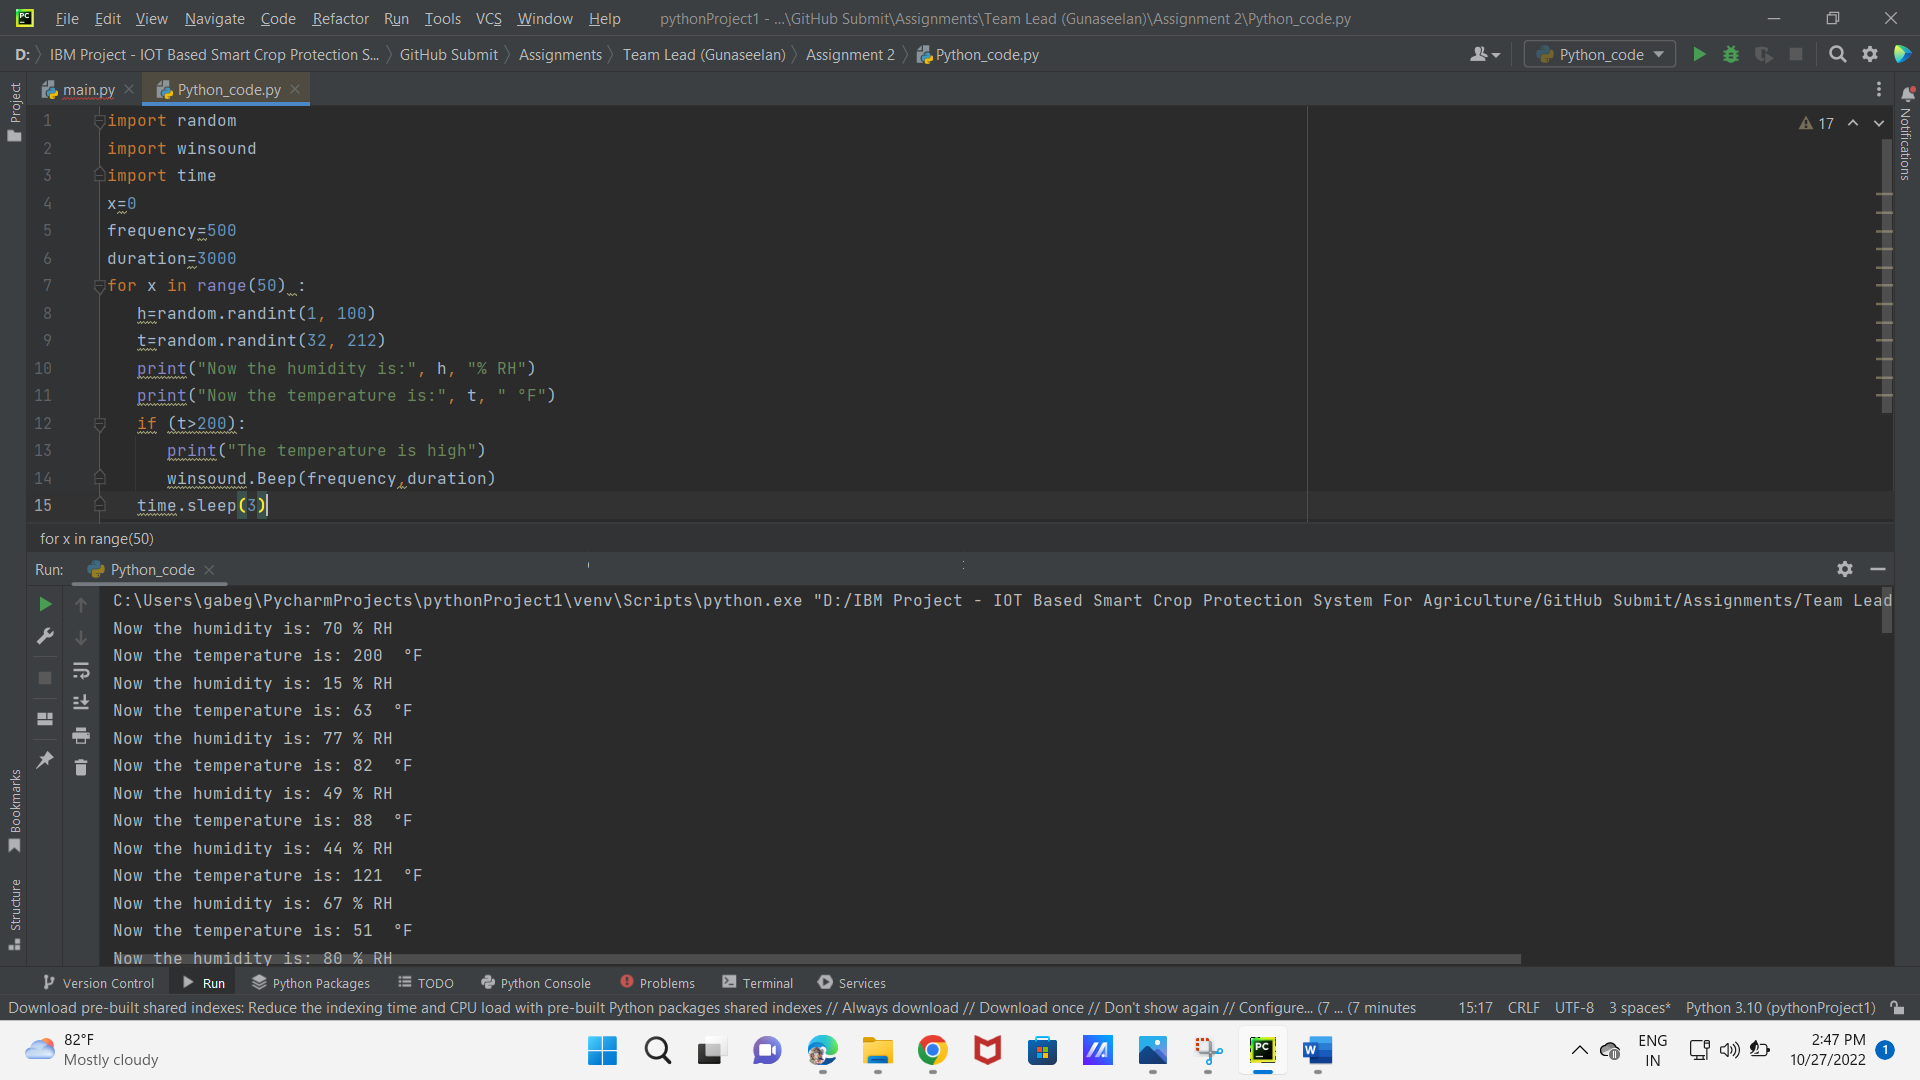 PC File Edit View Navigate Code Refactor Run Tools VCS Window Help pythonProject1 - ...\GitHub Submit\Assignments\Team Lead (Gunaseelan)\Assignment 2\Python_code.py
D: IBM Project - IOT Based Smart Crop Protection S... GitHub Submit Assignments Team Lead (Gunaseelan) Assignment 2 Python_code.py Python_code
Project main.py Python_code.py
Notifications
17
1 import random
2 import winsound
3 import time
4 x=0
5 frequency=500
6 duration=3000
7 for x in range(50) :
8 h=random.randint(1, 100)
9 t=random.randint(32, 212)
10 print("Now the humidity is:", h, "% RH")
11 print("Now the temperature is:", t, " °F")
12 if (t>200):
13 print("The temperature is high")
14 winsound.Beep(frequency,duration)
15 time.sleep(3)
for x in range(50)
Run: Python_code
C:\Users\gabeg\PycharmProjects\pythonProject1\venv\Scripts\python.exe "D:/IBM Project - IOT Based Smart Crop Protection System For Agriculture/GitHub Submit/Assignments/Team Lead
Now the humidity is: 70 % RH
Now the temperature is: 200  °F
Now the humidity is: 15 % RH
Now the temperature is: 63  °F
Now the humidity is: 77 % RH
Now the temperature is: 82  °F
Now the humidity is: 49 % RH
Now the temperature is: 88  °F
Now the humidity is: 44 % RH
Now the temperature is: 121  °F
Now the humidity is: 67 % RH
Now the temperature is: 51  °F
Now the humidity is: 80 % RH
Bookmarks
Structure
Version Control Run Python Packages TODO Python Console Problems Terminal Services
Download pre-built shared indexes: Reduce the indexing time and CPU load with pre-built Python packages shared indexes // Always download // Download once // Don't show again // Configure... (7 ... (7 minutes 15:17 CRLF UTF-8 3 spaces* Python 3.10 (pythonProject1)
82°F
Mostly cloudy
PC
W
ENG
IN
2:47 PM
10/27/2022
1